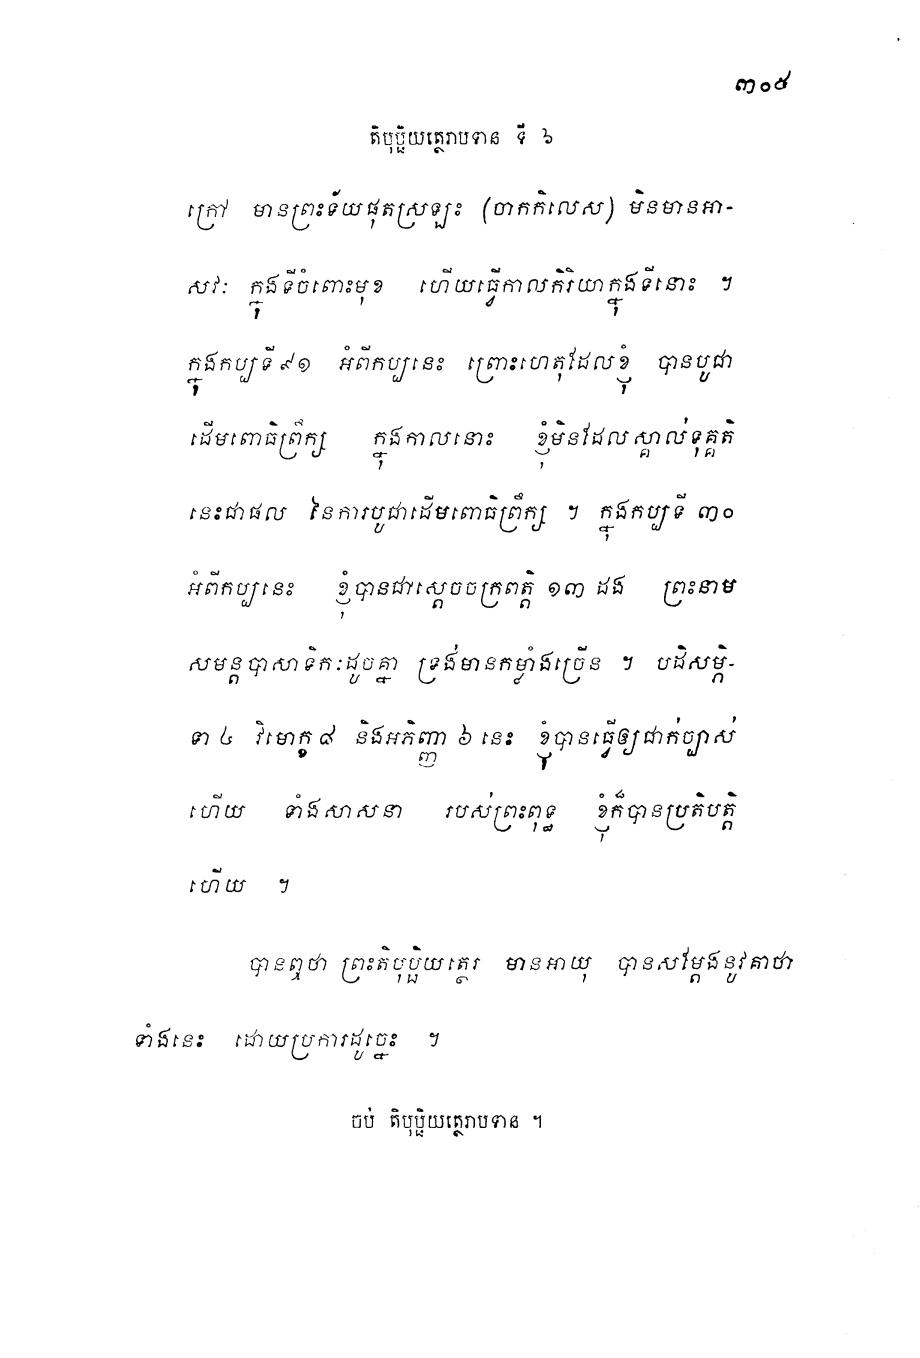 ៣០៥
តិបុប្ផិយត្ថេរាបទាន ទី ៦
ក្រៅ មានព្រះទ័យផុតស្រឡះ (ចាកកិលេស) មិនមានអា-
សវៈ ក្នុងទីចំពោះមុខ ហើយធ្វើកាលកិរិយាក្នុងទីនោះ ។
ក្នុងកប្បទី ៩១ អំពីកប្បនេះ ព្រោះហេតុដែលខ្ញុំ បានបូជា
ដើមពោធិព្រឹក្ស ក្នុងកាលនោះ ខ្ញុំមិនដែលស្គាល់ទុគ្គតិ
នេះជាផល នៃការបូជាដើមពោធិព្រឹក្ស ។ ក្នុងកប្បទី ៣០
អំពីកប្បនេះ ខ្ញុំបានជាស្តេចចក្រពត្តិ ១៣ ដង ព្រះនាម
សមន្តបាសាទិកៈដូចគ្នា ទ្រង់មានកម្លាំងច្រើន ។ បដិសម្ភិ-
ទា ៤ វិមោក្ខ ៨ និងអភិញ្ញា ៦ នេះ ខ្ញុំបានធ្វើឲ្យជាក់ច្បាស់
ហើយ ទាំងសាសនា របស់ព្រះពុទ្ធ ខ្ញុំក៏បានប្រតិបត្តិ
ហើយ ។
បានឮថា ព្រះតិបុប្ផិយត្ថេរ មានអាយុ បានសម្តែងនូវគាថា
ទាំងនេះ ដោយប្រការដូច្នេះ ។
ចប់ តិបុប្ផិយត្ថេរាបទាន ។